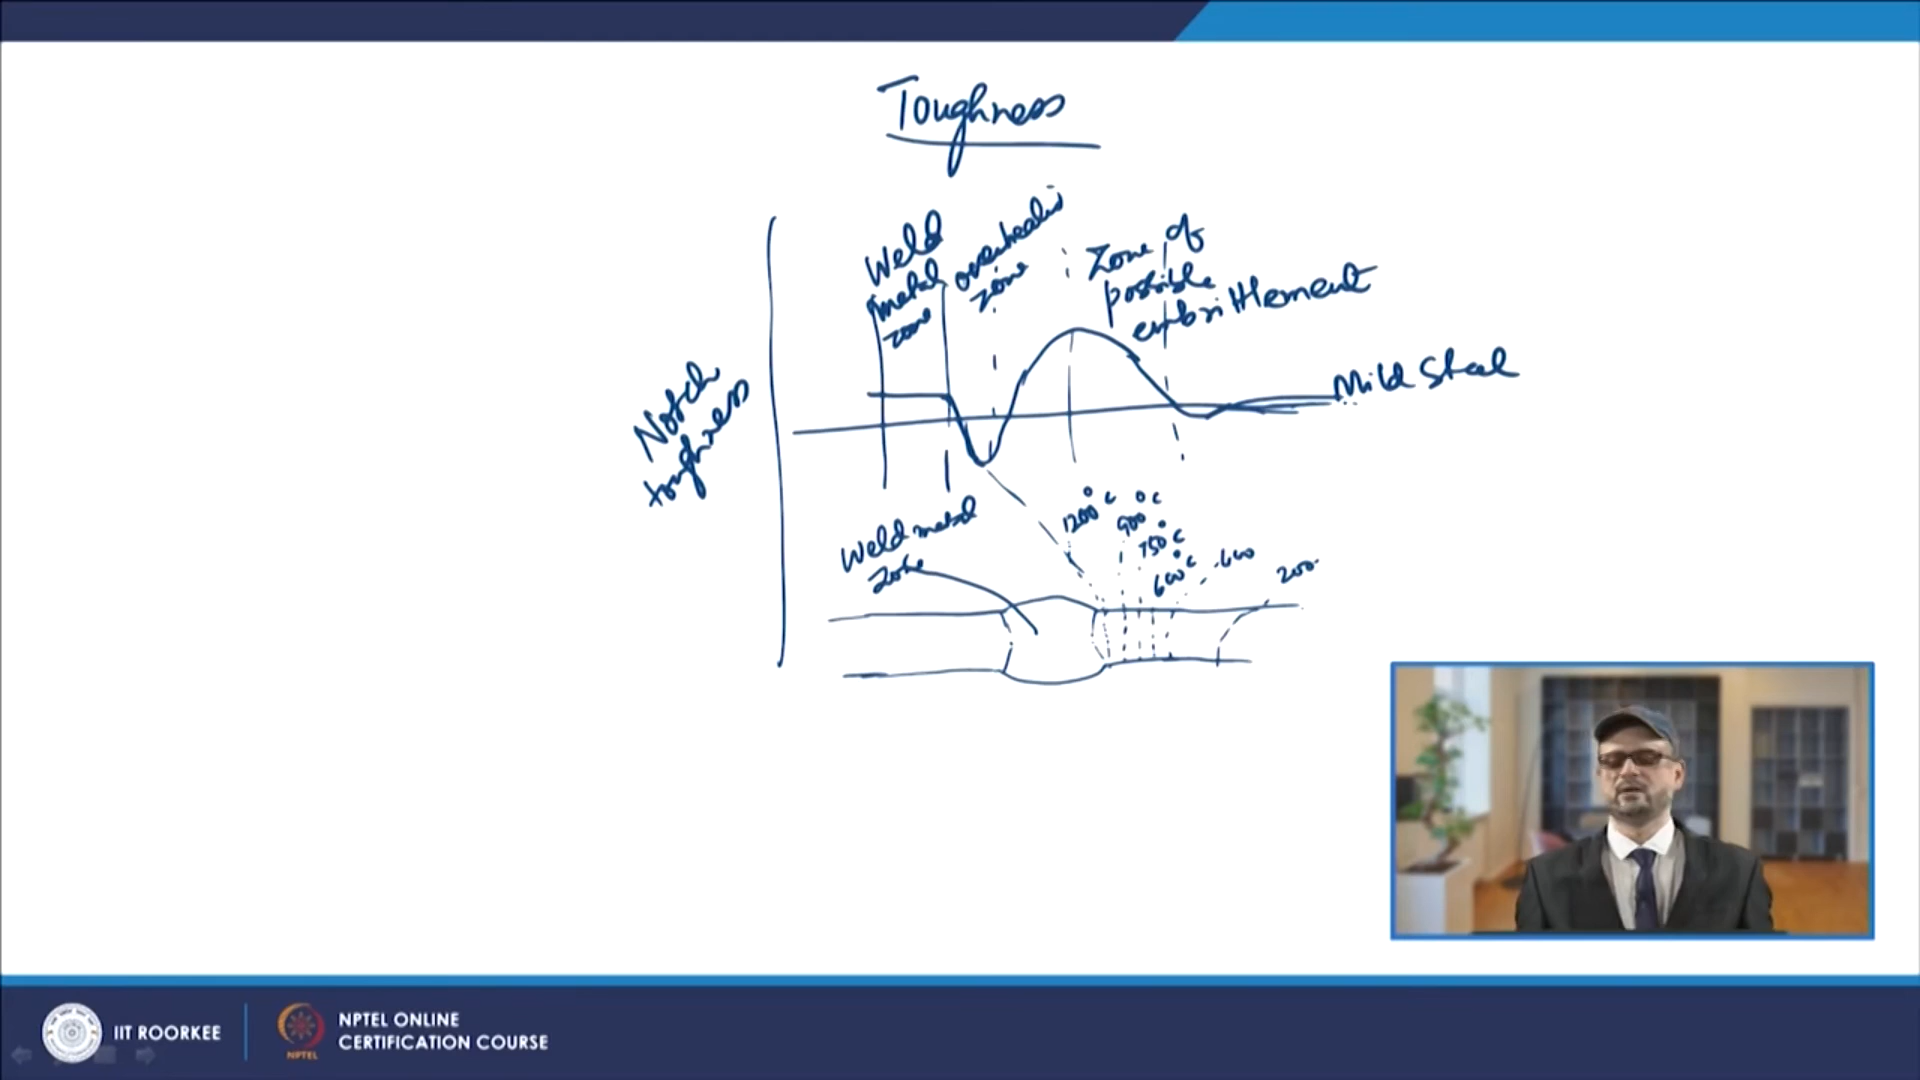 Toughness
Weld
metal
zone
overheating
zone
Zone of
possible
embrittlement
Notch
toughness
Mild Steel
Weld metal
Zone
1200°C
900°C
750°C
600°C
200
IIT ROORKEE
NPTEL
NPTEL ONLINE
CERTIFICATION COURSE